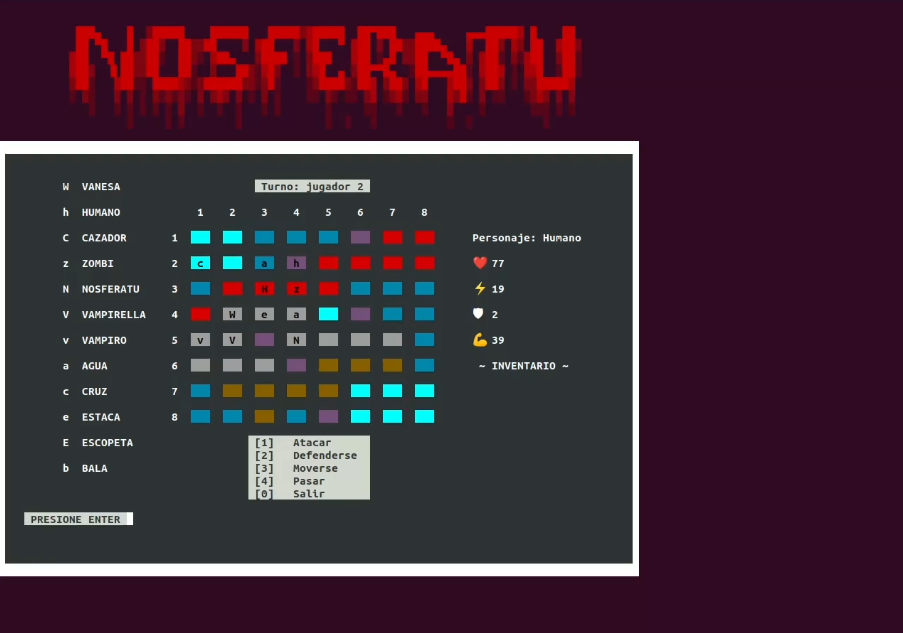 NOSFERATU
W VANESA Turno: jugador 2
h HUMANO 1 2 3 4 5 6 7 8
C CAZADOR 1 Personaje: Humano
z ZOMBI 2 c a h ❤️ 77
N NOSFERATU 3 H z ⚡ 19
V VAMPIRELLA 4 W e a 🛡 2
v VAMPIRO 5 v V N 💪 39
a AGUA 6 ~ INVENTARIO ~
c CRUZ 7
e ESTACA 8
E ESCOPETA [1] Atacar
[2] Defenderse
b BALA [3] Moverse
[4] Pasar
[0] Salir
PRESIONE ENTER